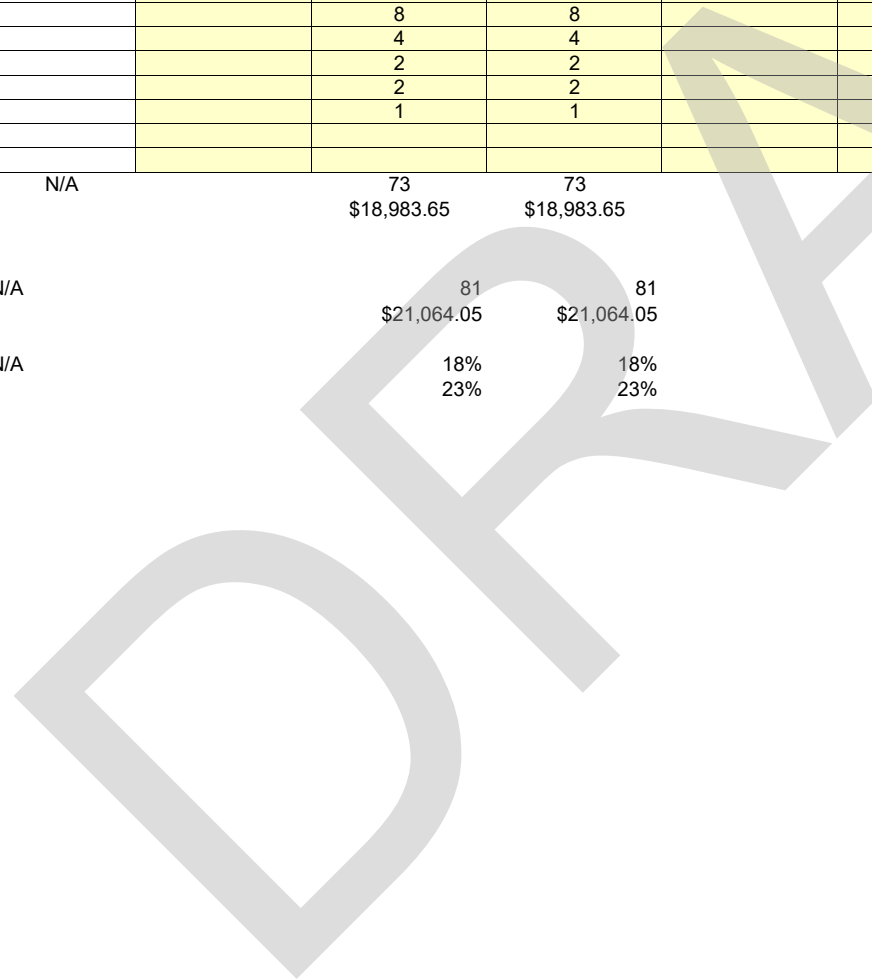 8 8
4 4
2 2
2 2
1 1
N/A 73 73
$18,983.65 $18,983.65
N/A 81 81
$21,064.05 $21,064.05
N/A 18% 18%
23% 23%
DRA